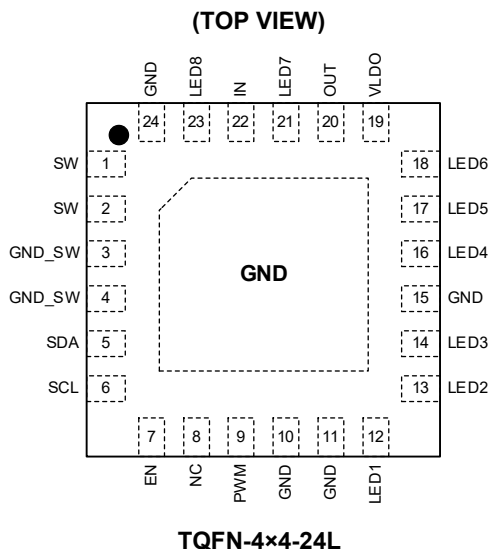 (TOP VIEW)
GND LED8 IN LED7 OUT VLDO
24 23 22 21 20 19
SW 1 18 LED6
SW 2 17 LED5
GND_SW 3 16 LED4
GND
GND_SW 4 15 GND
SDA 5 14 LED3
SCL 6 13 LED2
7 8 9 10 11 12
EN NC PWM GND GND LED1
TQFN-4×4-24L